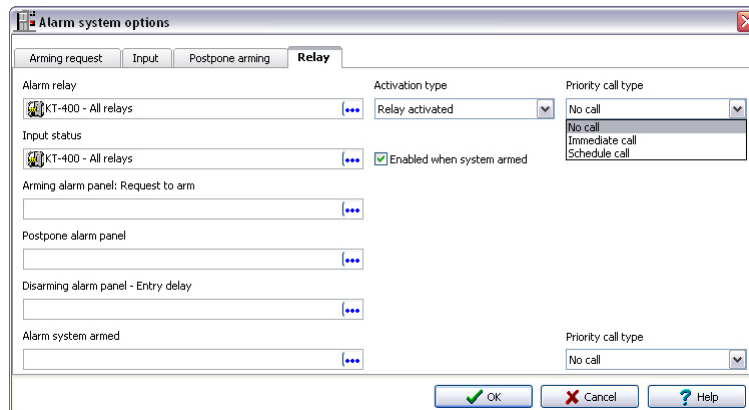 Alarm system options
Arming request Input Postpone arming Relay
Alarm relay Activation type Priority call type
KT-400 - All relays Relay activated No call
No call
Immediate call
Schedule call
Input status
KT-400 - All relays Enabled when system armed
Arming alarm panel: Request to arm
Postpone alarm panel
Disarming alarm panel - Entry delay
Alarm system armed Priority call type
No call
OK Cancel Help